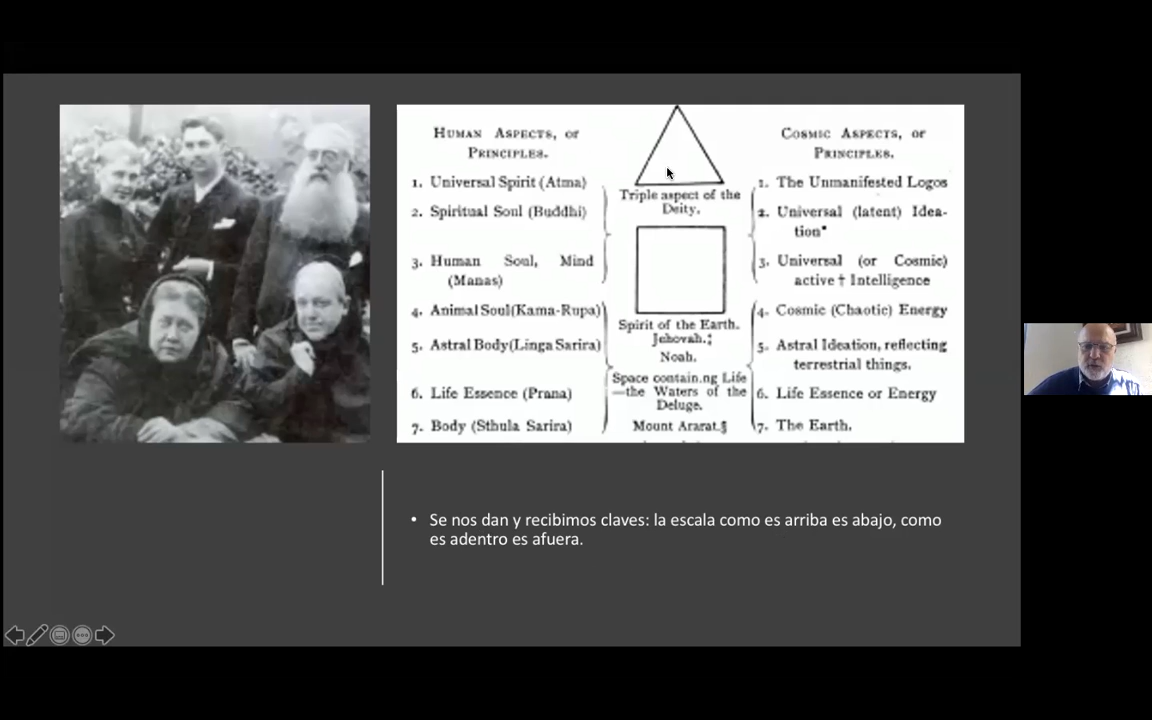 HUMAN ASPECTS, OR
PRINCIPLES.
1. Universal Spirit (Atma)
2. Spiritual Soul (Buddhi)
3. Human Soul, Mind
(Manas)
4. Animal Soul (Kama-Rupa)
5. Astral Body (Linga Sarira)
6. Life Essence (Prana)
7. Body (Sthula Sarira)
Triple aspect of the
Deity.
Spirit of the Earth.
Jehovah.‡
Noah.
Space contain.ng Life
—the Waters of the
Deluge.
Mount Ararat.§
COSMIC ASPECTS, OR
PRINCIPLES.
1. The Unmanifested Logos
2. Universal (latent) Idea-
tion*
3. Universal (or Cosmic)
active † Intelligence
4. Cosmic (Chaotic) Energy
5. Astral Ideation, reflecting
terrestrial things.
6. Life Essence or Energy
7. The Earth.
• Se nos dan y recibimos claves: la escala como es arriba es abajo, como
es adentro es afuera.